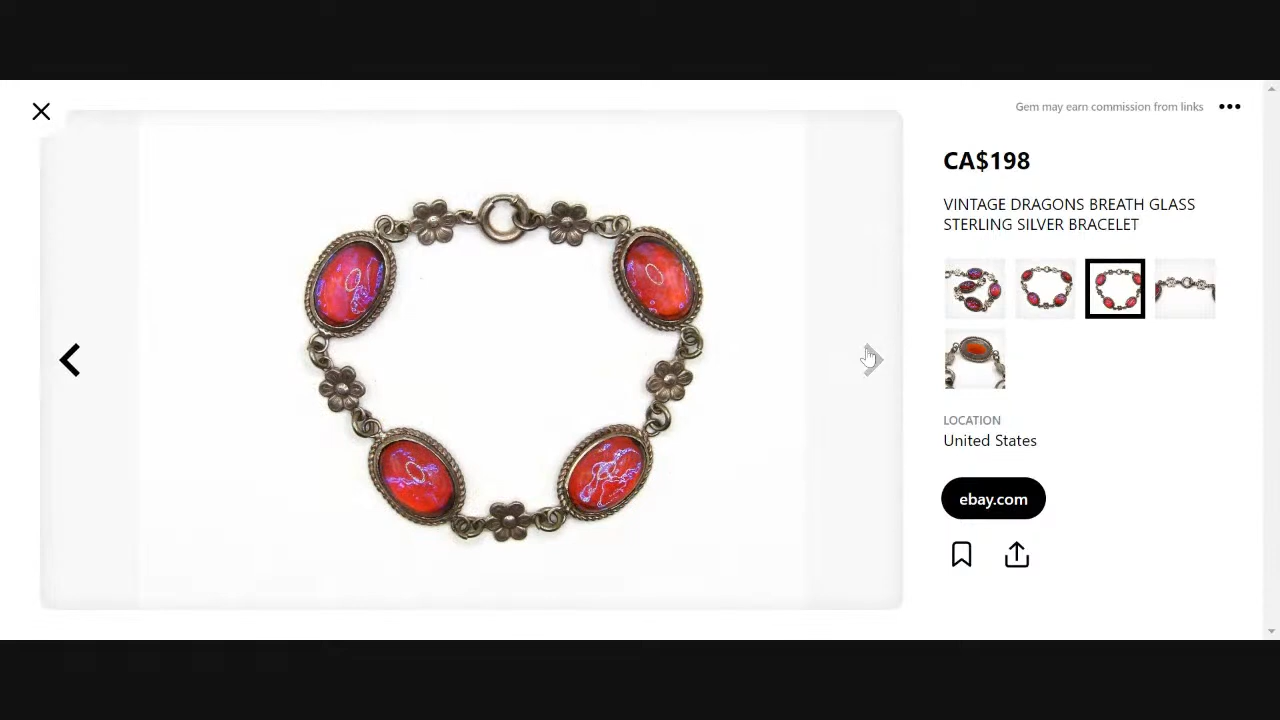 Gem may earn commission from links
CA$198
VINTAGE DRAGONS BREATH GLASS
STERLING SILVER BRACELET
LOCATION
United States
ebay.com